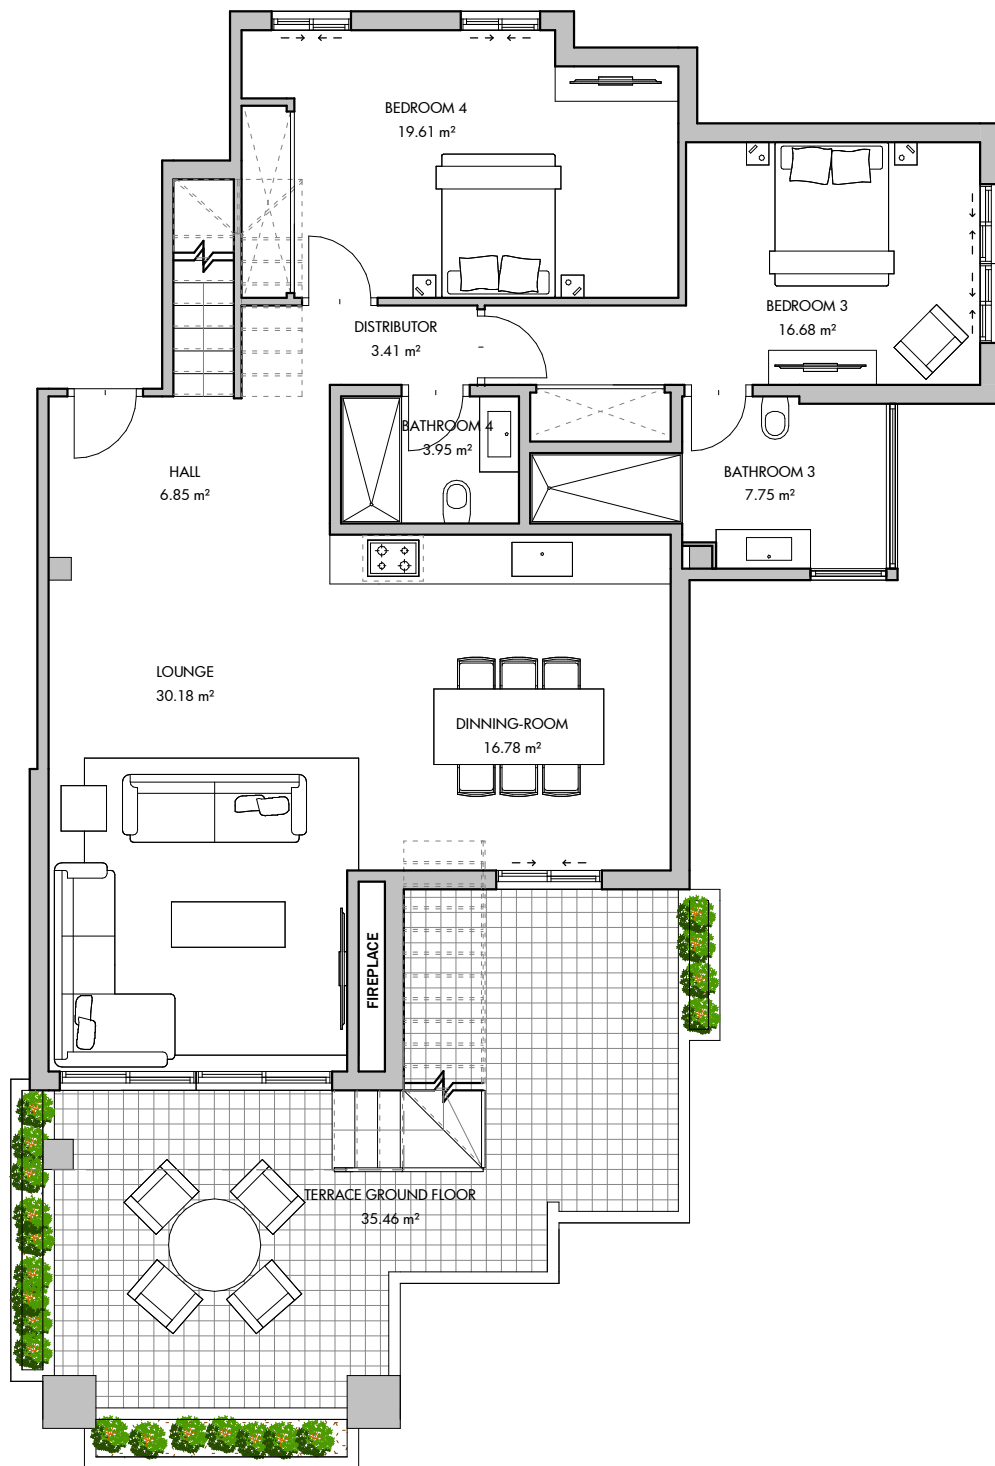 BEDROOM 4
19.61 m²
BEDROOM 3
16.68 m²
DISTRIBUTOR
3.41 m²
BATHROOM 4
3.95 m²
HALL
6.85 m²
BATHROOM 3
7.75 m²
LOUNGE
30.18 m²
DINNING-ROOM
16.78 m²
FIREPLACE
TERRACE GROUND FLOOR
35.46 m²